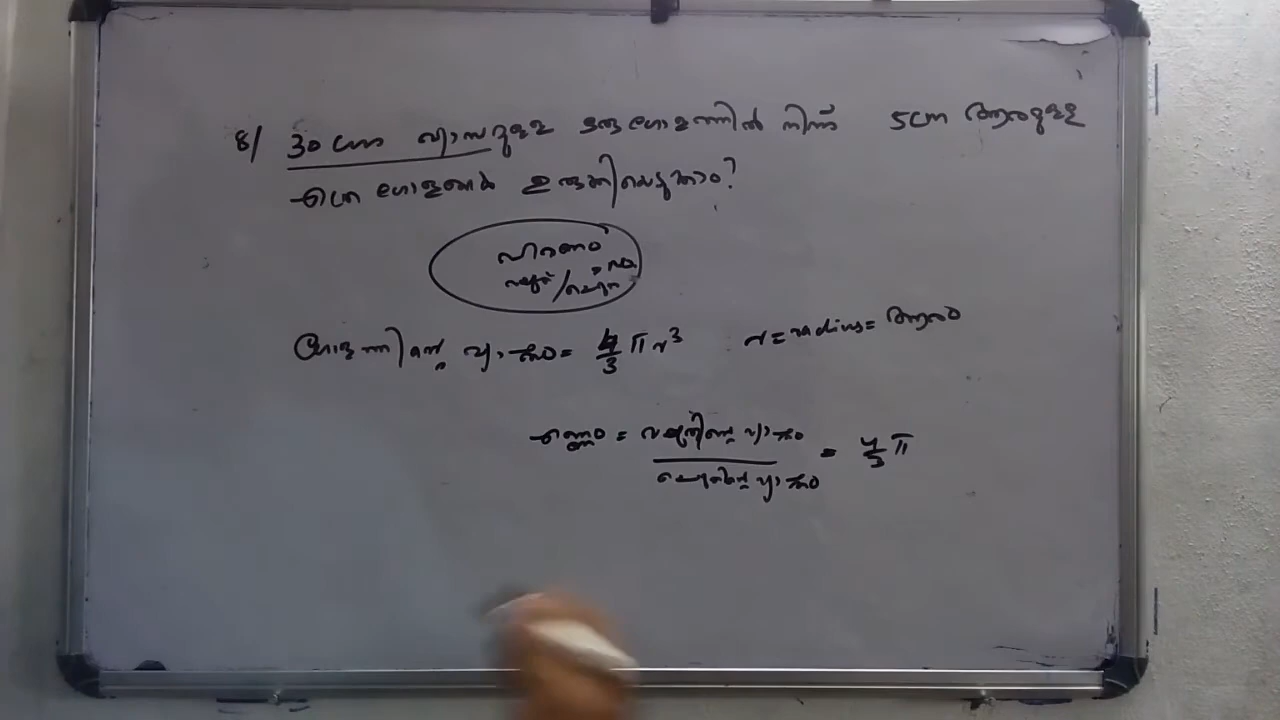 8/ 30 cm വ്യാസമുള്ള ഒരു ഗോളത്തിൽ നിന്ന് 5cm ആരമുള്ള
എത്ര ഗോളങ്ങൾ ഉരുക്കിയെടുക്കാം?
ഗോളത്തിന്റെ വ്യാപ്തം = 4/3 π r³ r = radius = ആരം
എണ്ണം = വലുതിന്റെ വ്യാപ്തം / ചെറുതിന്റെ വ്യാപ്തം = 4/3 π